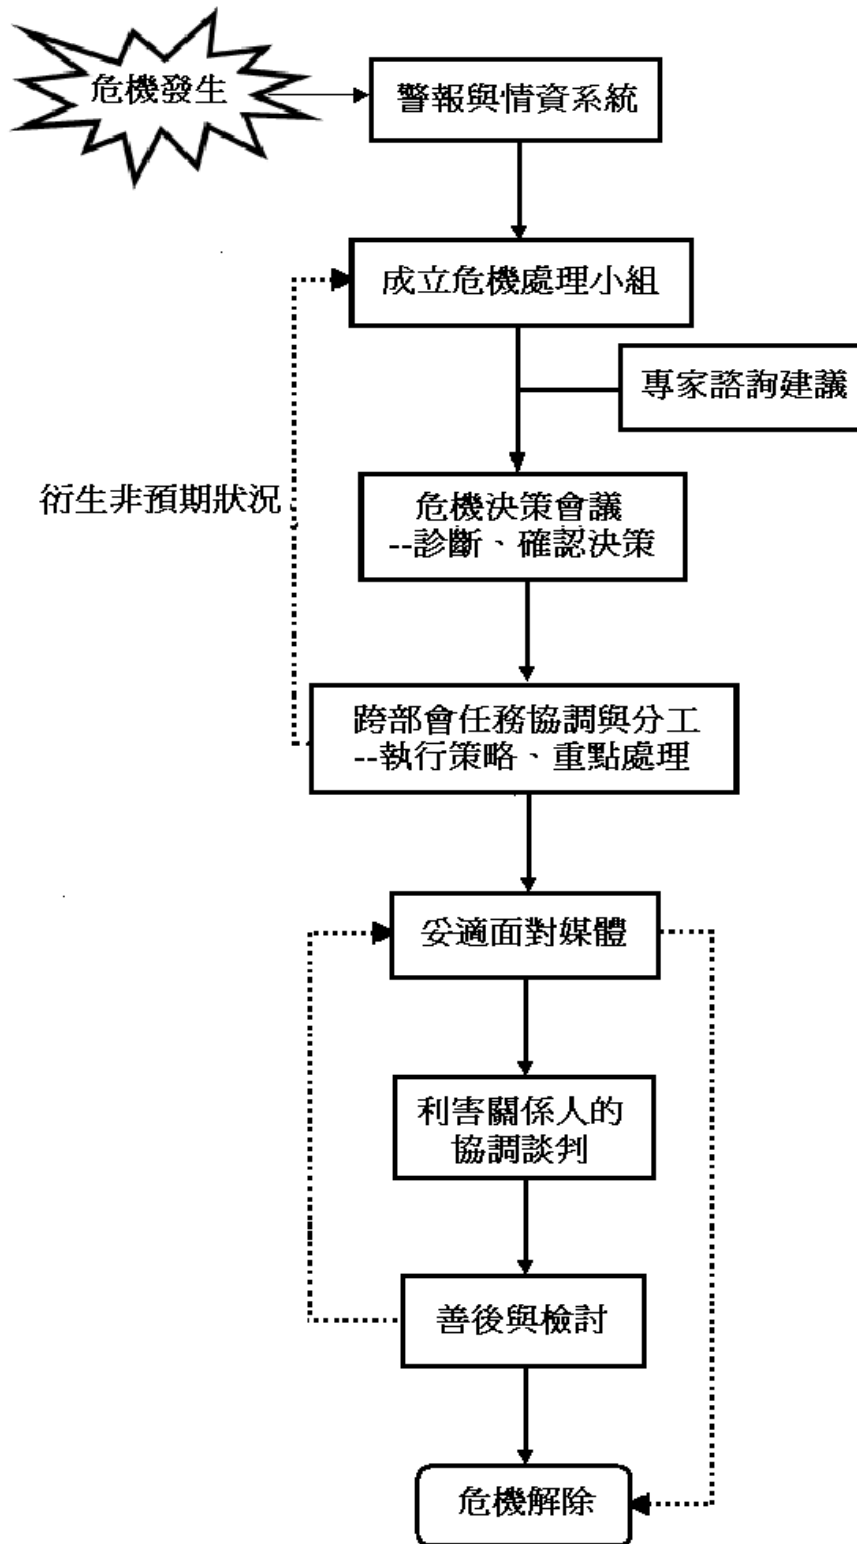 危機發生
警報與情資系統
成立危機處理小組
專家諮詢建議
衍生非預期狀況
危機決策會議
--診斷、確認決策
跨部會任務協調與分工
--執行策略、重點處理
妥適面對媒體
利害關係人的
協調談判
善後與檢討
危機解除